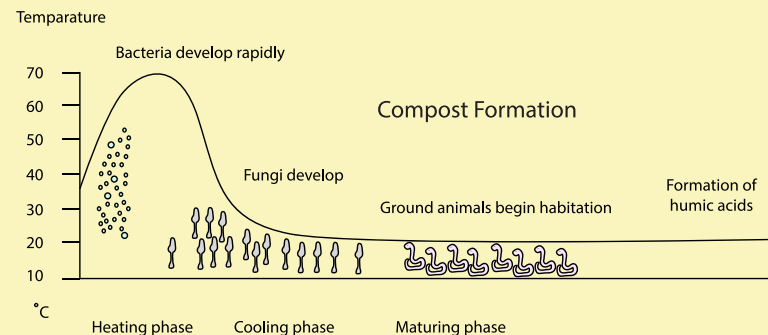 Temparature
Bacteria develop rapidly
70
60
Compost Formation
50
40
Fungi develop
Formation of
humic acids
30
Ground animals begin habitation
20
10
°C
Heating phase
Cooling phase
Maturing phase